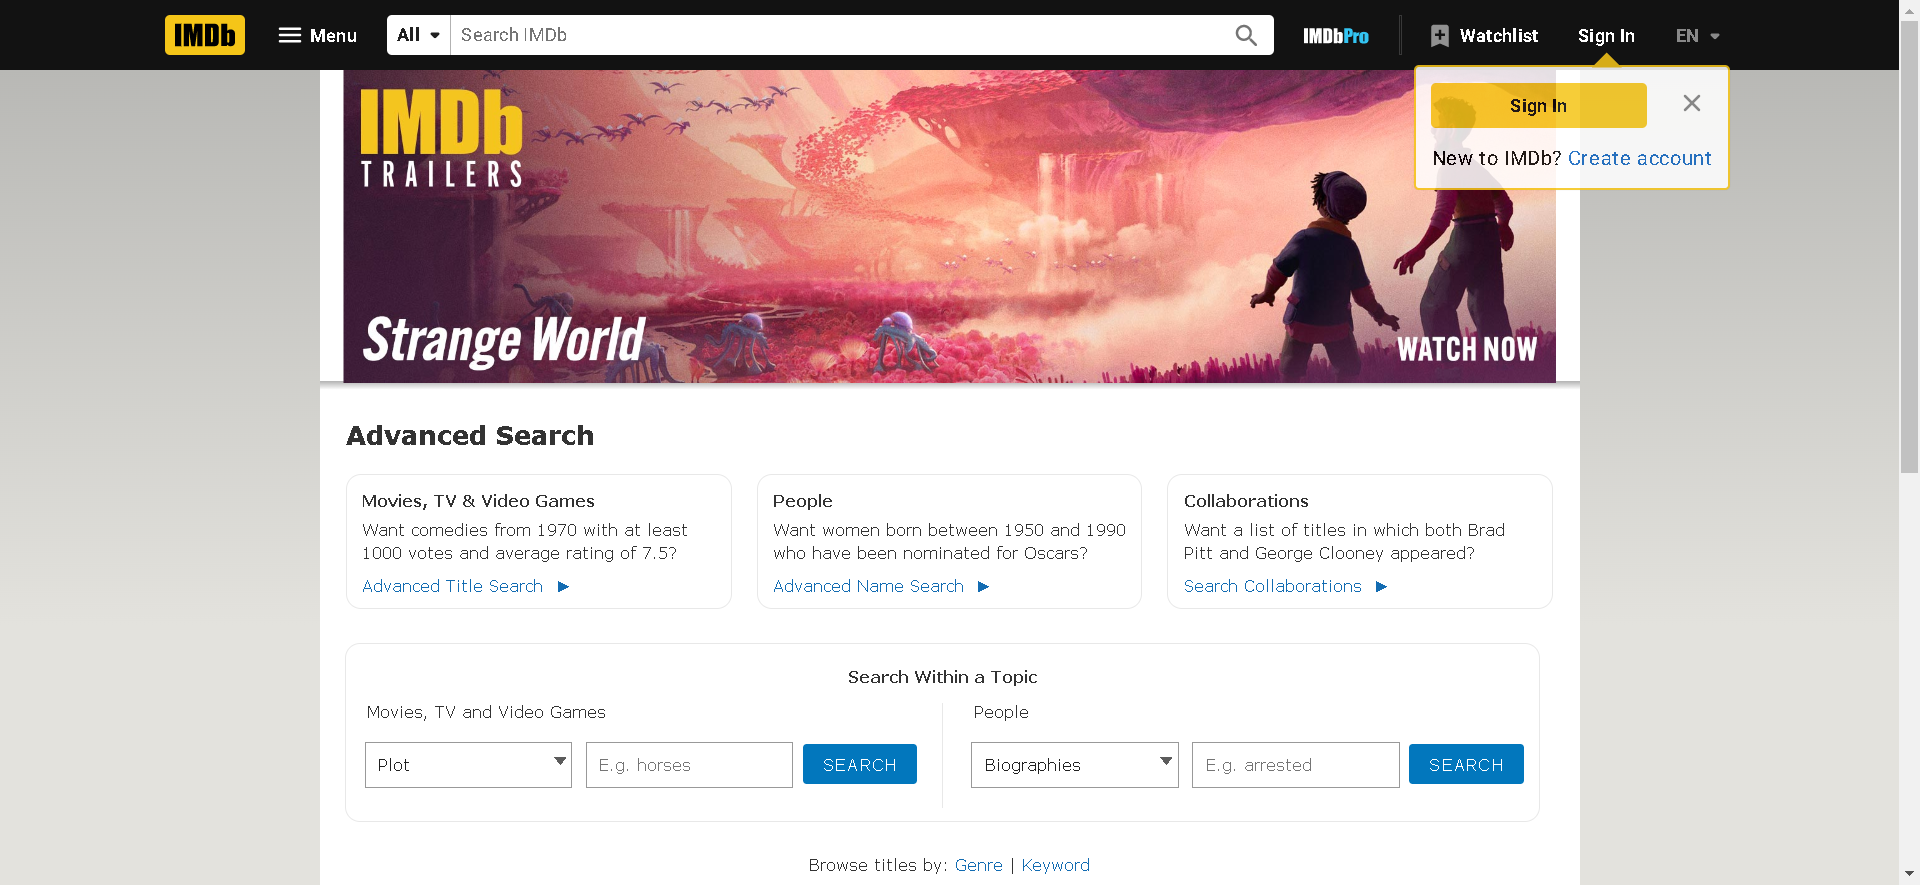 IMDb
Menu
All
Search IMDb
IMDbPro
Watchlist
Sign In
EN
Sign In
New to IMDb? Create account
IMDb
TRAILERS
Strange World
WATCH NOW
Advanced Search
Movies, TV & Video Games
Want comedies from 1970 with at least
1000 votes and average rating of 7.5?
Advanced Title Search
People
Want women born between 1950 and 1990
who have been nominated for Oscars?
Advanced Name Search
Collaborations
Want a list of titles in which both Brad
Pitt and George Clooney appeared?
Search Collaborations
Search Within a Topic
Movies, TV and Video Games
Plot
E.g. horses
SEARCH
People
Biographies
E.g. arrested
SEARCH
Browse titles by: Genre | Keyword